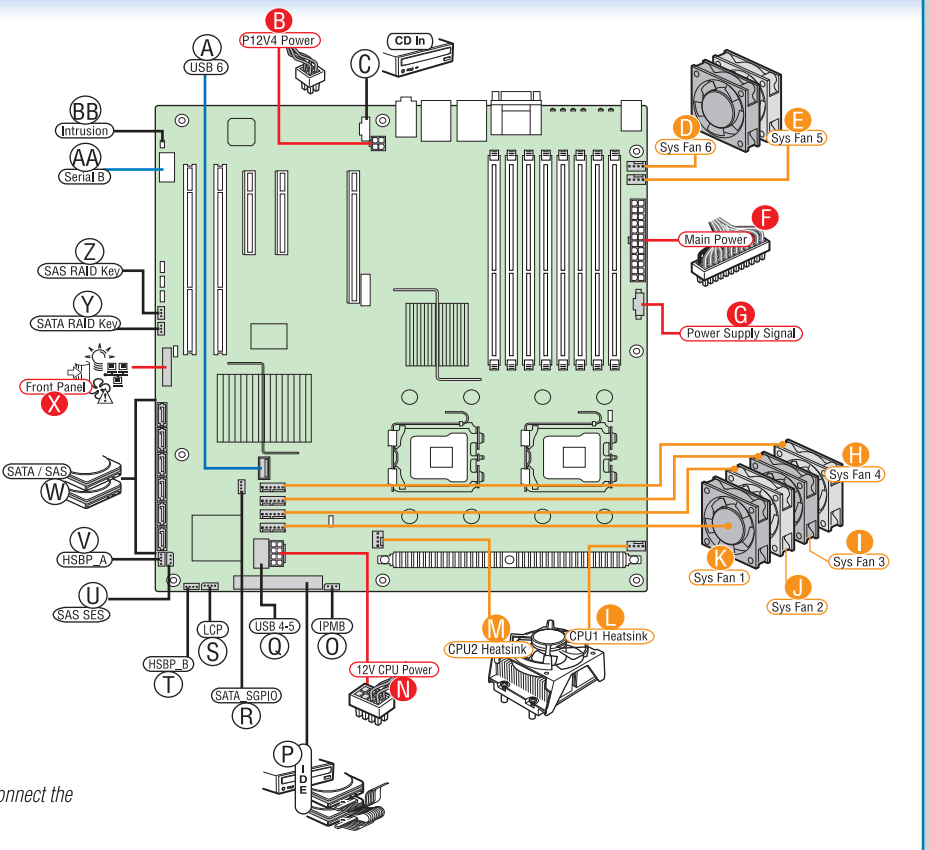 B
P12V4 Power
CD In
A
USB 6
C
BB
Intrusion
D
Sys Fan 6
E
Sys Fan 5
AA
Serial B
F
Main Power
Z
SAS RAID Key
Y
SATA RAID Key
G
Power Supply Signal
Front Panel
X
H
Sys Fan 4
SATA / SAS
W
V
HSBP_A
I
Sys Fan 3
K
Sys Fan 1
J
Sys Fan 2
U
SAS SES
LCP
S
USB 4-5
Q
IPMB
O
M
CPU2 Heatsink
L
CPU1 Heatsink
HSBP_B
T
12V CPU Power
N
SATA_SGPIO
R
P
IDE
onnect the